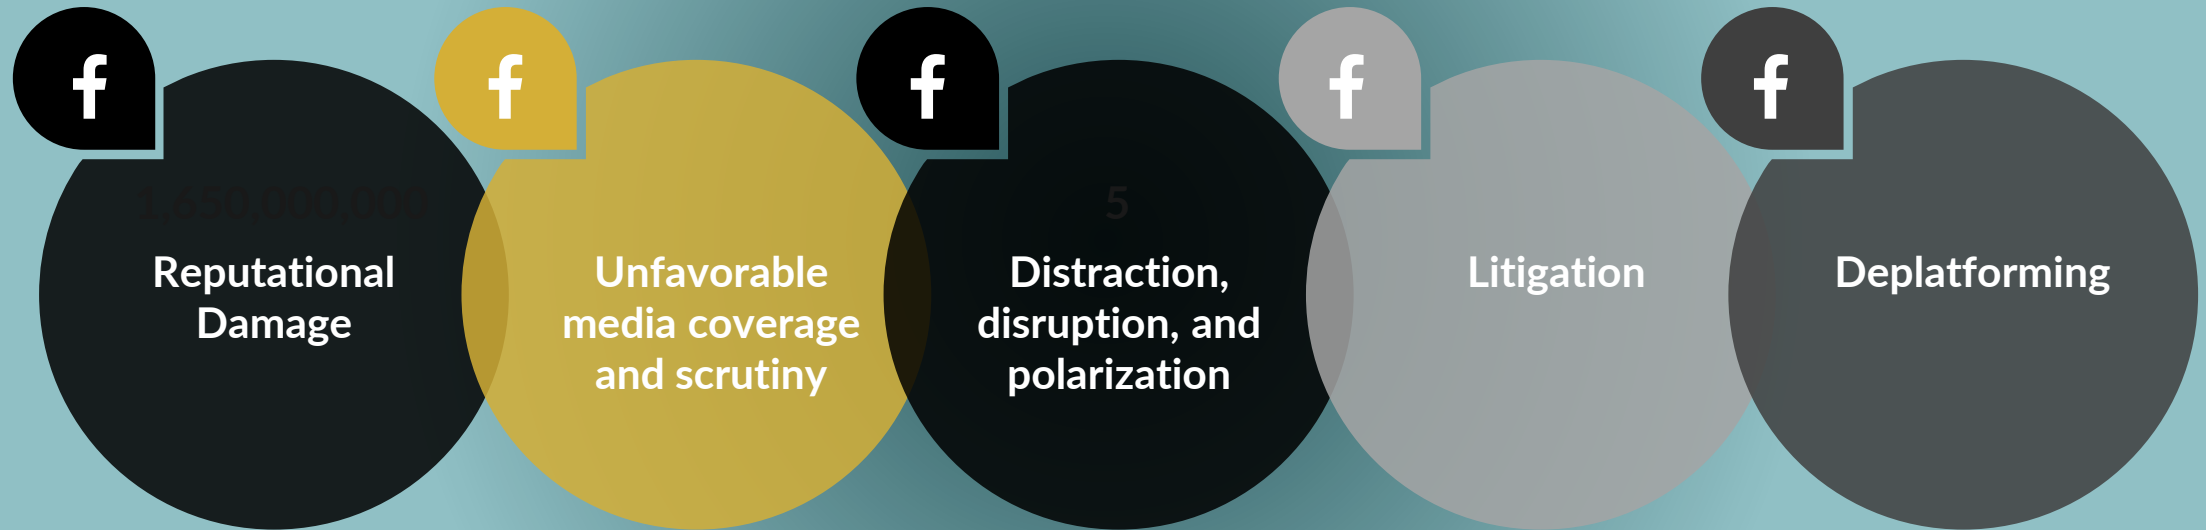 1,650,000,000
Reputational
Damage
Unfavorable
media coverage
and scrutiny
5
Distraction,
disruption, and
polarization
Litigation
Deplatforming